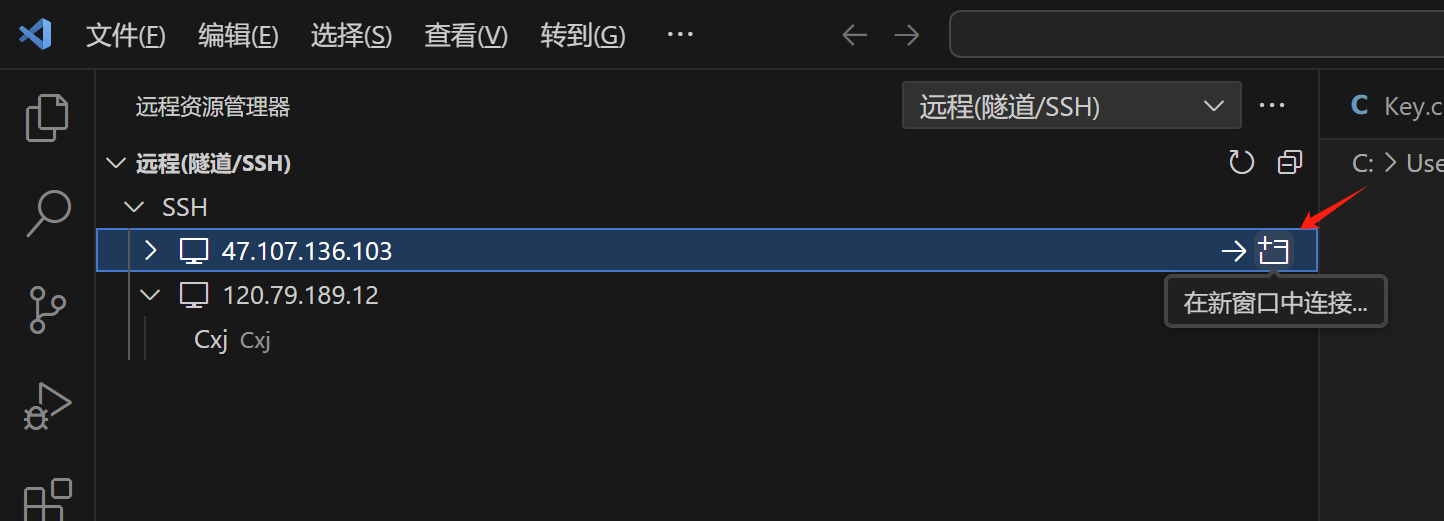 文件(F) 编辑(E) 选择(S) 查看(V) 转到(G) ···
远程资源管理器 远程(隧道/SSH) ···
Key.c
远程(隧道/SSH)
C: > Use
SSH
47.107.136.103
120.79.189.12
在新窗口中连接...
Cxj Cxj